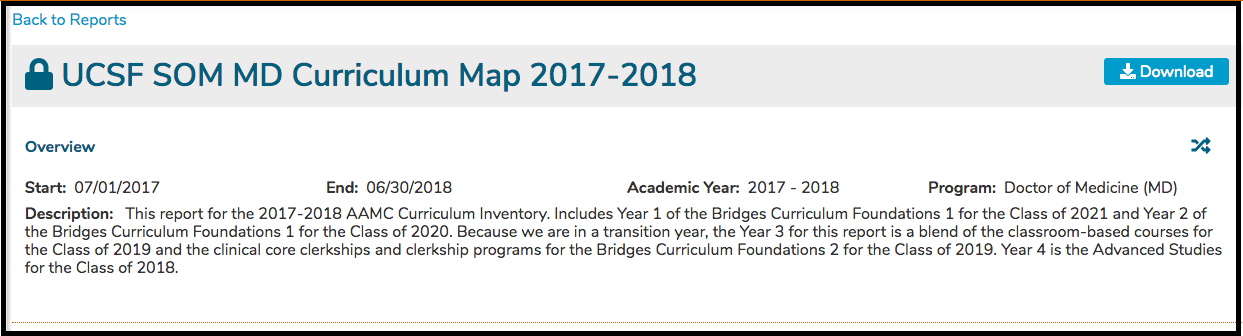 Back to Reports
UCSF SOM MD Curriculum Map 2017-2018
Download
Overview
Start: 07/01/2017 End: 06/30/2018 Academic Year: 2017 - 2018 Program: Doctor of Medicine (MD)
Description: This report for the 2017-2018 AAMC Curriculum Inventory. Includes Year 1 of the Bridges Curriculum Foundations 1 for the Class of 2021 and Year 2 of
the Bridges Curriculum Foundations 1 for the Class of 2020. Because we are in a transition year, the Year 3 for this report is a blend of the classroom-based courses for
the Class of 2019 and the clinical core clerkships and clerkship programs for the Bridges Curriculum Foundations 2 for the Class of 2019. Year 4 is the Advanced Studies
for the Class of 2018.